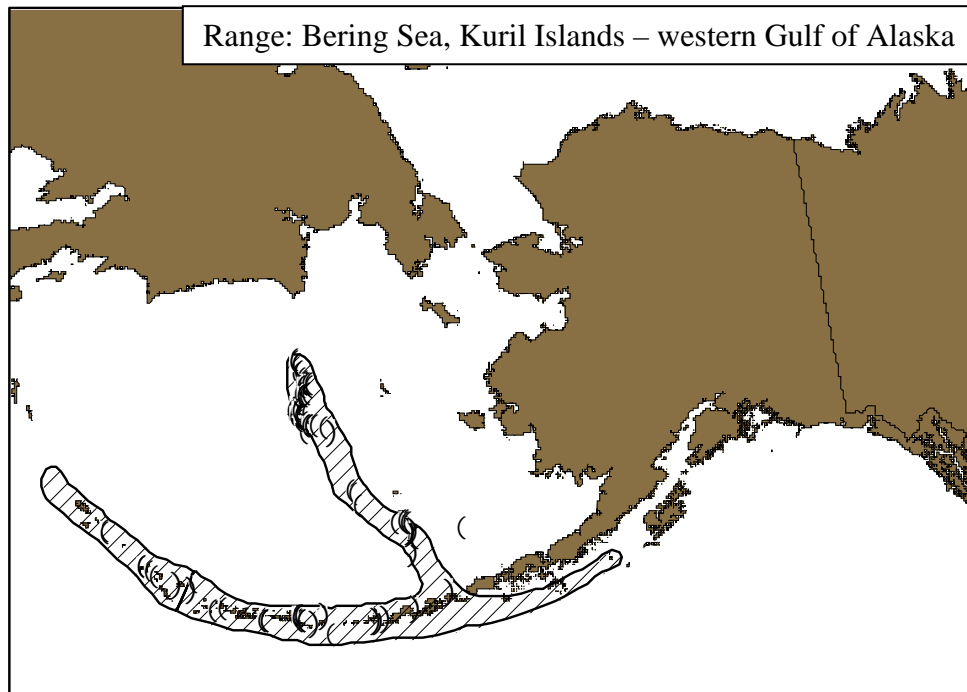 Range: Bering Sea, Kuril Islands – western Gulf of Alaska